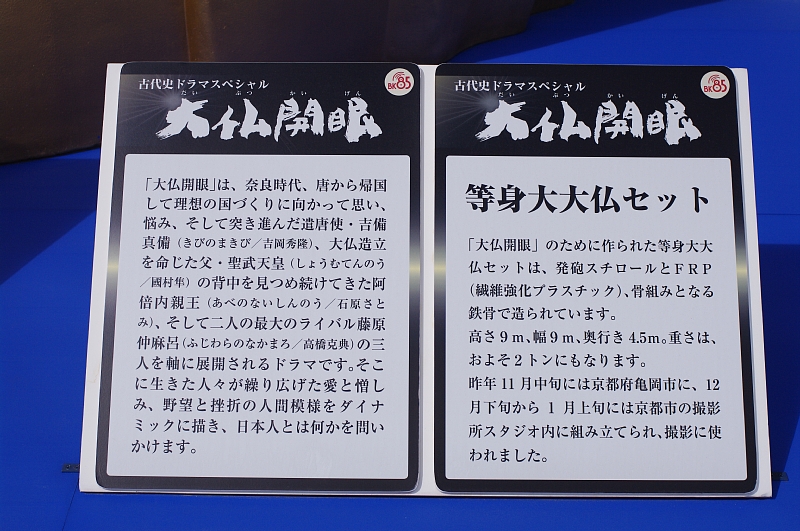 古代史ドラマスペシャル
BK85
だいぶつかいげん
大仏開眼
「大仏開眼」は、奈良時代、唐から帰国
して理想の国づくりに向かって思い、
悩み、そして突き進んだ遣唐使・吉備
真備（きびのまきび／吉岡秀隆）、大仏造立
を命じた父・聖武天皇（しょうむてんのう
／國村隼）の背中を見つめ続けてきた阿
倍内親王（あべのないしんのう／石原さと
み）、そして二人の最大のライバル藤原
仲麻呂（ふじわらのなかまろ／高橋克典）の三
人を軸に展開されるドラマです。そこ
に生きた人々が繰り広げた愛と憎し
み、野望と挫折の人間模様をダイナ
ミックに描き、日本人とは何かを問い
かけます。
古代史ドラマスペシャル
BK85
だいぶつかいげん
大仏開眼
等身大大仏セット
「大仏開眼」のために作られた等身大大
仏セットは、発砲スチロールとＦＲＰ
（繊維強化プラスチック）、骨組みとなる
鉄骨で造られています。
高さ９ｍ、幅９ｍ、奥行き4.5ｍ。重さは、
およそ２トンにもなります。
昨年11月中旬には京都府亀岡市に、12
月下旬から１月上旬には京都市の撮影
所スタジオ内に組み立てられ、撮影に使
われました。